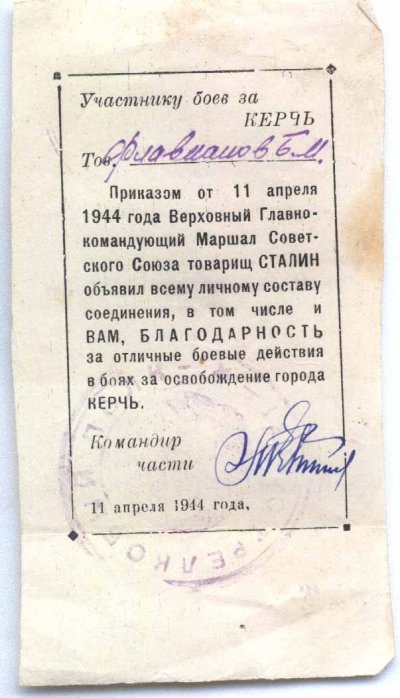 Участнику боев за
КЕРЧЬ
Тов. Флавианов Б.М.
Приказом от 11 апреля
1944 года Верховный Главно-
командующий Маршал Совет-
ского Союза товарищ СТАЛИН
объявил всему личному составу
соединения, в том числе и
ВАМ, БЛАГОДАРНОСТЬ
за отличные боевые действия
в боях за освобождение города
КЕРЧЬ.
Командир
части
11 апреля 1944 года.